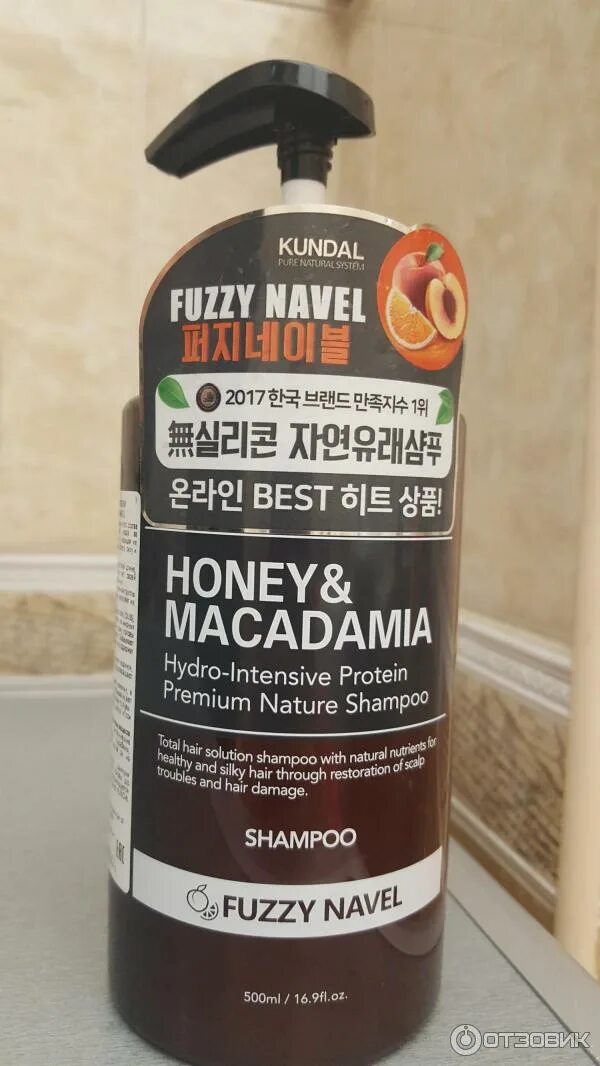 KUNDAL
PURE NATURAL SYSTEM
FUZZY NAVEL
퍼지네이블
2017 한국 브랜드 만족지수 1위
無실리콘 자연유래샴푸
온라인 BEST 히트 상품!
HONEY&
MACADAMIA
Hydro-Intensive Protein
Premium Nature Shampoo
Total hair solution shampoo with natural nutrients for
healthy and silky hair through restoration of scalp
troubles and hair damage.
SHAMPOO
FUZZY NAVEL
500ml / 16.9fl.oz.
EAC
ОТЗОВИК